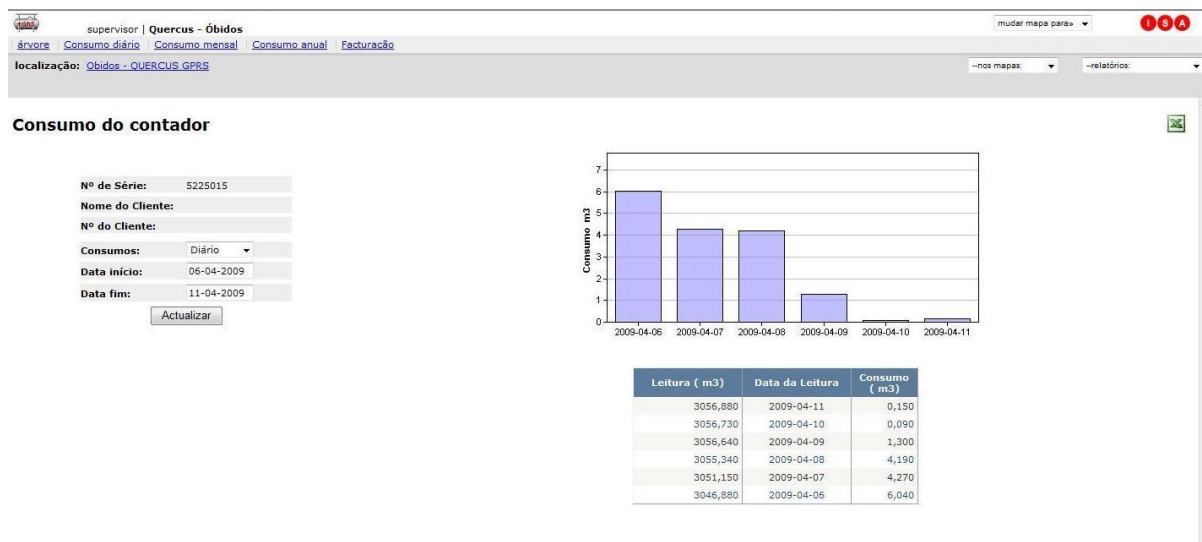 +GAS
supervisor | Quercus - Óbidos
mudar mapa para»
I S A
árvore Consumo diário Consumo mensal Consumo anual Facturacão
localização: Obidos - QUERCUS GPRS
--nos mapas:
--relatórios:
Consumo do contador
Nº de Série: 5225015
Nome do Cliente:
Nº do Cliente:
Consumos: Diário
Data início: 06-04-2009
Data fim: 11-04-2009
Actualizar
Consumo m3
7
6
5
4
3
2
1
0
2009-04-06 2009-04-07 2009-04-08 2009-04-09 2009-04-10 2009-04-11
Leitura ( m3) Data da Leitura Consumo ( m3)
3056,880 2009-04-11 0,150
3056,730 2009-04-10 0,090
3056,640 2009-04-09 1,300
3055,340 2009-04-08 4,190
3051,150 2009-04-07 4,270
3046,880 2009-04-06 6,040